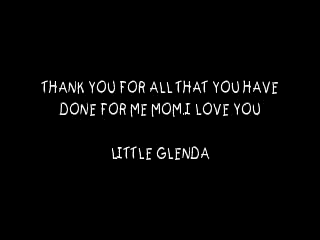 THANK YOU FOR ALL THAT YOU HAVE
DONE FOR ME MOM.I LOVE YOU
LITTLE GLENDA